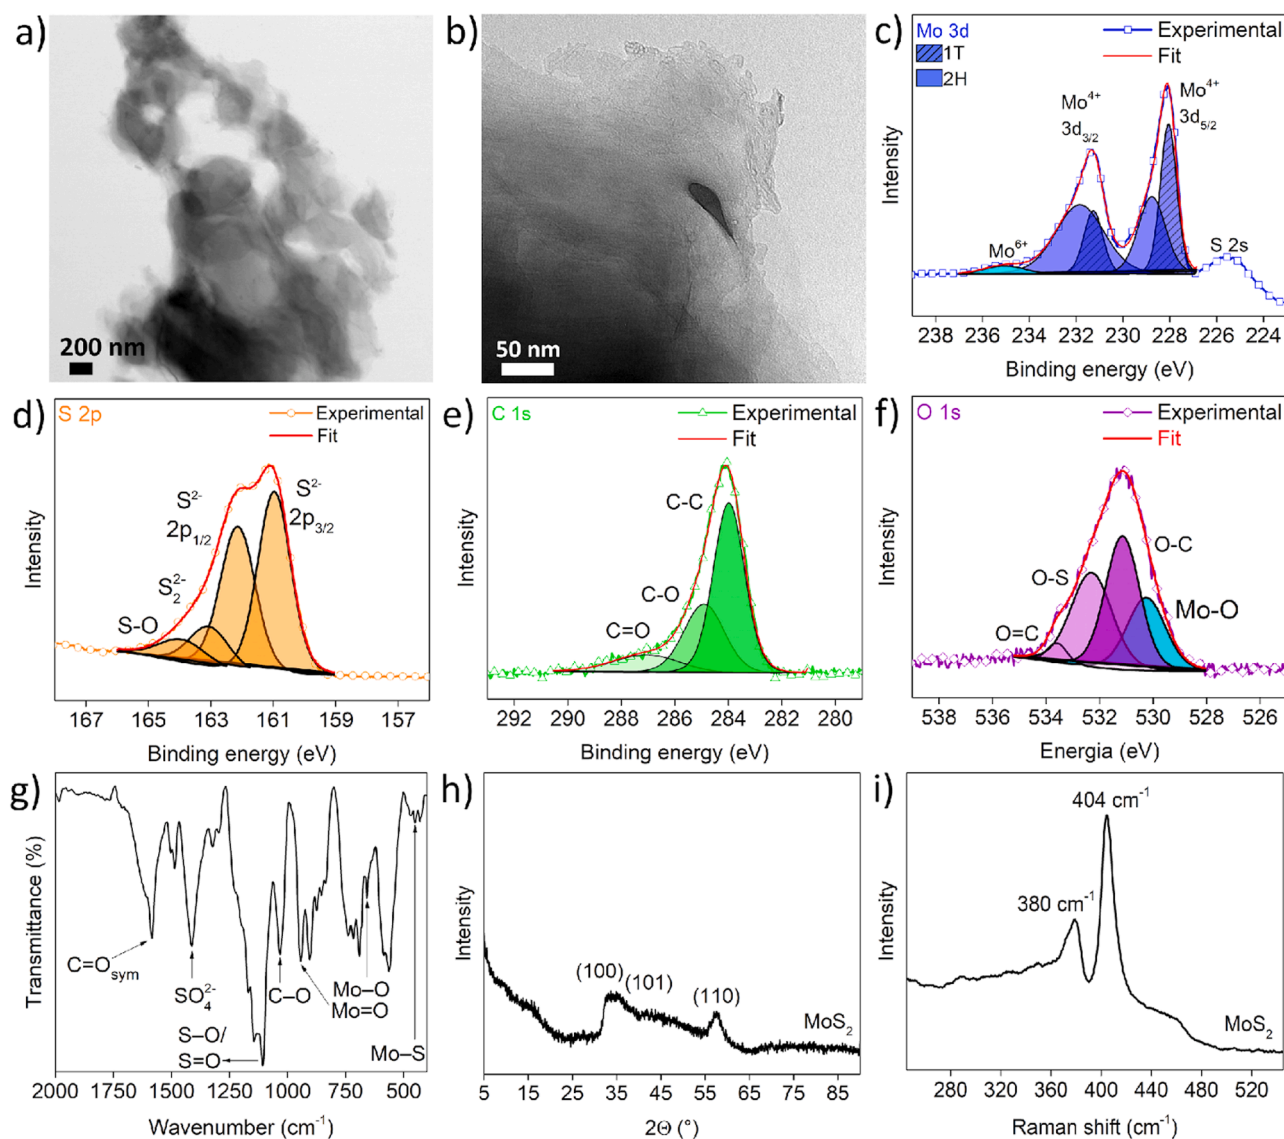 a)
200 nm
b)
50 nm
c)
Mo 3d
1T
2H
Experimental
Fit
Mo⁴⁺
3d₃/₂
Mo⁴⁺
3d₅/₂
Mo⁶⁺
S 2s
Intensity
238 236 234 232 230 228 226 224
Binding energy (eV)
d)
S 2p
Experimental
Fit
S²⁻
2p₁/₂
S²⁻
2p₃/₂
S₂²⁻
S–O
Intensity
167 165 163 161 159 157
Binding energy (eV)
e)
C 1s
Experimental
Fit
C-C
C-O
C=O
Intensity
292 290 288 286 284 282 280
Binding energy (eV)
f)
O 1s
Experimental
Fit
O-C
O-S
Mo-O
O=C
Intensity
538 536 534 532 530 528 526
Energia (eV)
g)
C=Osym
SO₄²⁻
S–O/
S=O
C–O
Mo–O
Mo=O
Mo–S
Transmittance (%)
2000 1750 1500 1250 1000 750 500
Wavenumber (cm⁻¹)
h)
(100)
(101)
(110)
MoS₂
Intensity
5 15 25 35 45 55 65 75 85
2Θ (°)
i)
404 cm⁻¹
380 cm⁻¹
MoS₂
Intensity
280 320 360 400 440 480 520
Raman shift (cm⁻¹)